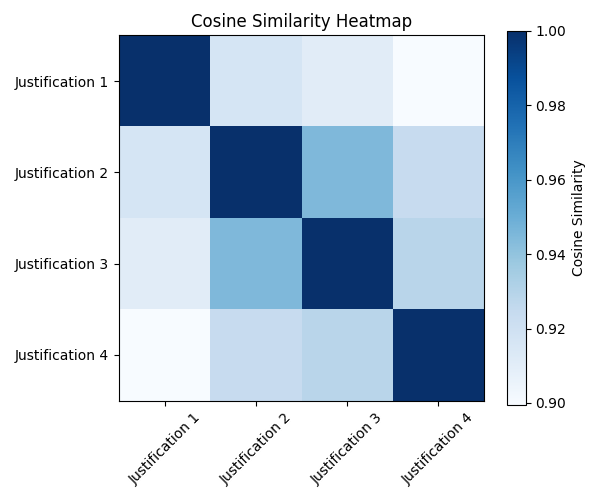 Cosine Similarity Heatmap
Justification 1
Justification 2
Justification 3
Justification 4
Justification 1
Justification 2
Justification 3
Justification 4
1.00
0.98
0.96
0.94
0.92
0.90
Cosine Similarity